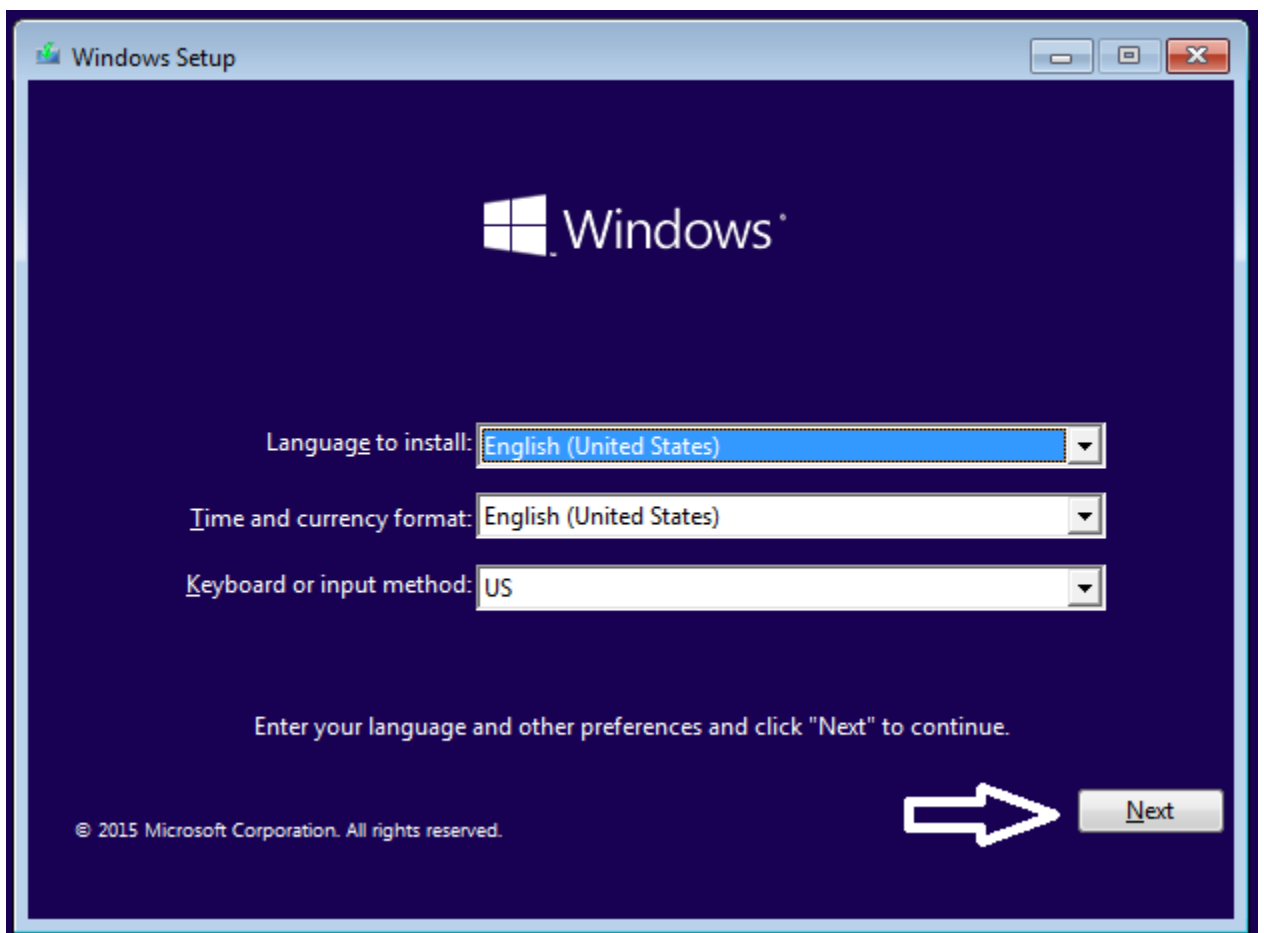 Windows Setup
Windows
Language to install: English (United States)
Time and currency format: English (United States)
Keyboard or input method: US
Enter your language and other preferences and click "Next" to continue.
Next
© 2015 Microsoft Corporation. All rights reserved.